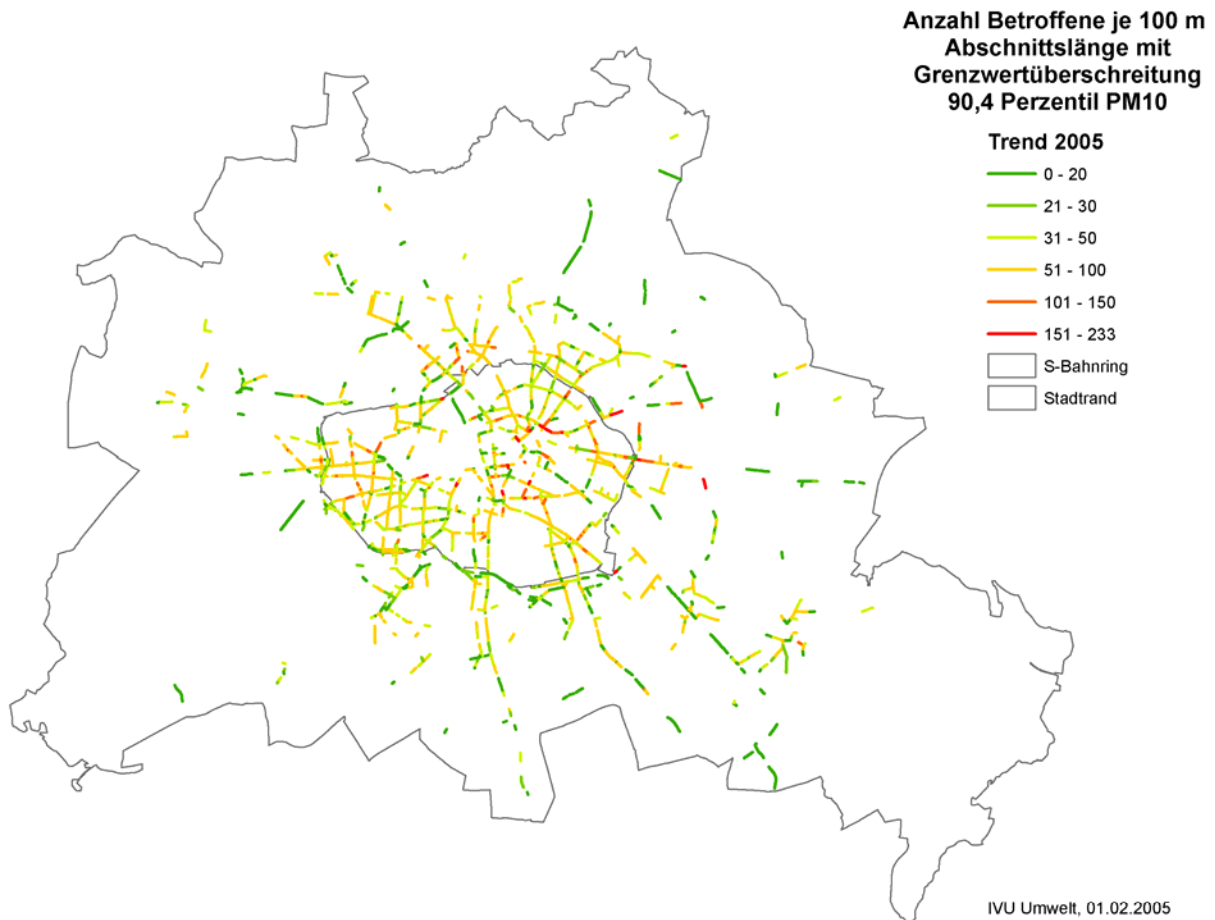 Anzahl Betroffene je 100 m
Abschnittslänge mit
Grenzwertüberschreitung
90,4 Perzentil PM10
Trend 2005
0 - 20
21 - 30
31 - 50
51 - 100
101 - 150
151 - 233
S-Bahnring
Stadtrand
IVU Umwelt, 01.02.2005